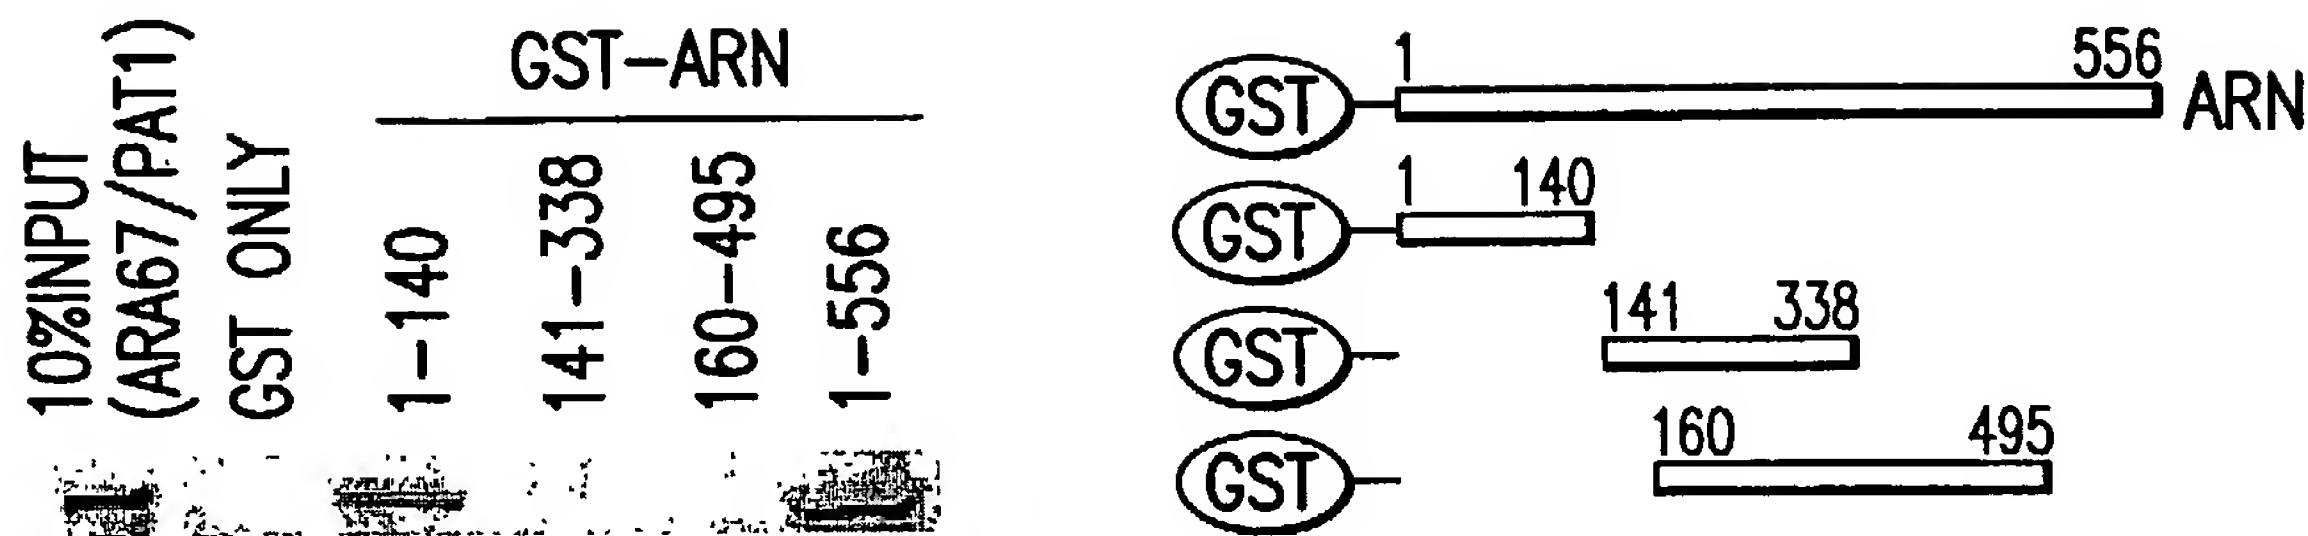 10%INPUT
(ARA67/PAT1)
GST ONLY
GST-ARN
1-140
141-338
160-495
1-556
GST 1 556 ARN
GST 1 140
GST 141 338
GST 160 495